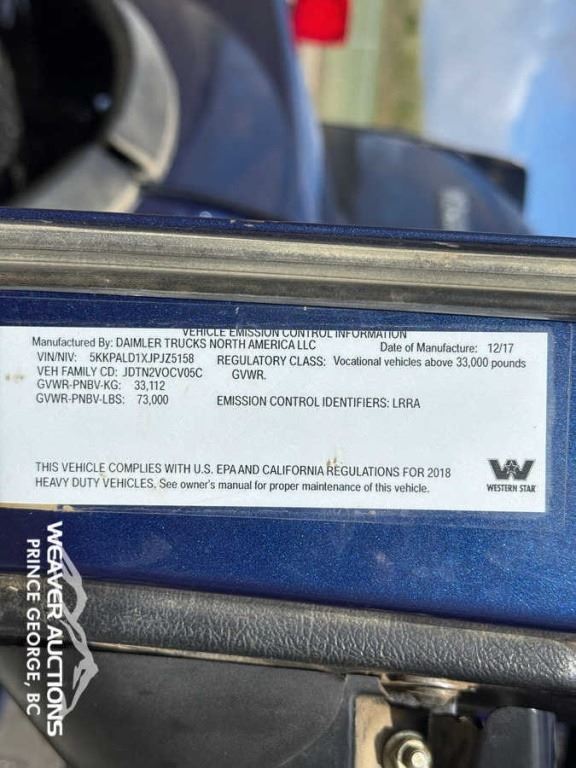 VEHICLE EMISSION CONTROL INFORMATION
Manufactured By: DAIMLER TRUCKS NORTH AMERICA LLC Date of Manufacture: 12/17
VIN/NIV: 5KKPALD1XJPJZ5158 REGULATORY CLASS: Vocational vehicles above 33,000 pounds
VEH FAMILY CD: JDTN2VOCV05C GVWR.
GVWR-PNBV-KG: 33,112
GVWR-PNBV-LBS: 73,000 EMISSION CONTROL IDENTIFIERS: LRRA
THIS VEHICLE COMPLIES WITH U.S. EPA AND CALIFORNIA REGULATIONS FOR 2018
HEAVY DUTY VEHICLES. See owner's manual for proper maintenance of this vehicle.
WESTERN STAR
WEAVER AUCTIONS
PRINCE GEORGE, BC